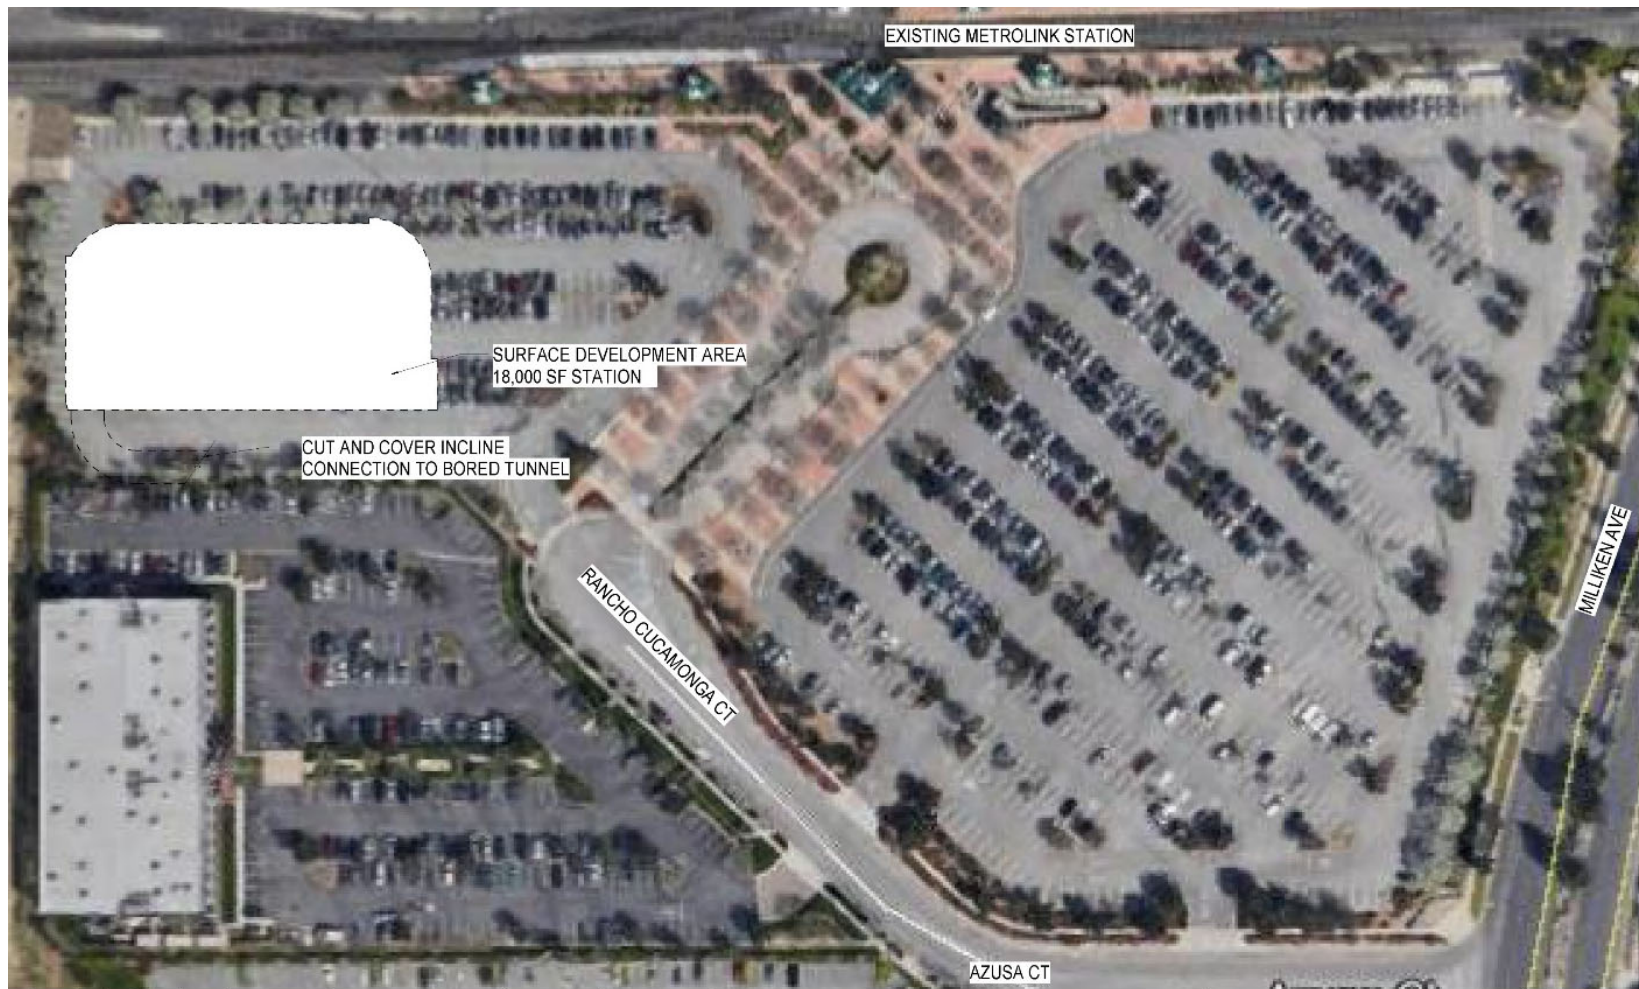 EXISTING METROLINK STATION
SURFACE DEVELOPMENT AREA
18,000 SF STATION
CUT AND COVER INCLINE
CONNECTION TO BORED TUNNEL
MILLIKEN AVE
RANCHO CUCAMONGA CT
AZUSA CT